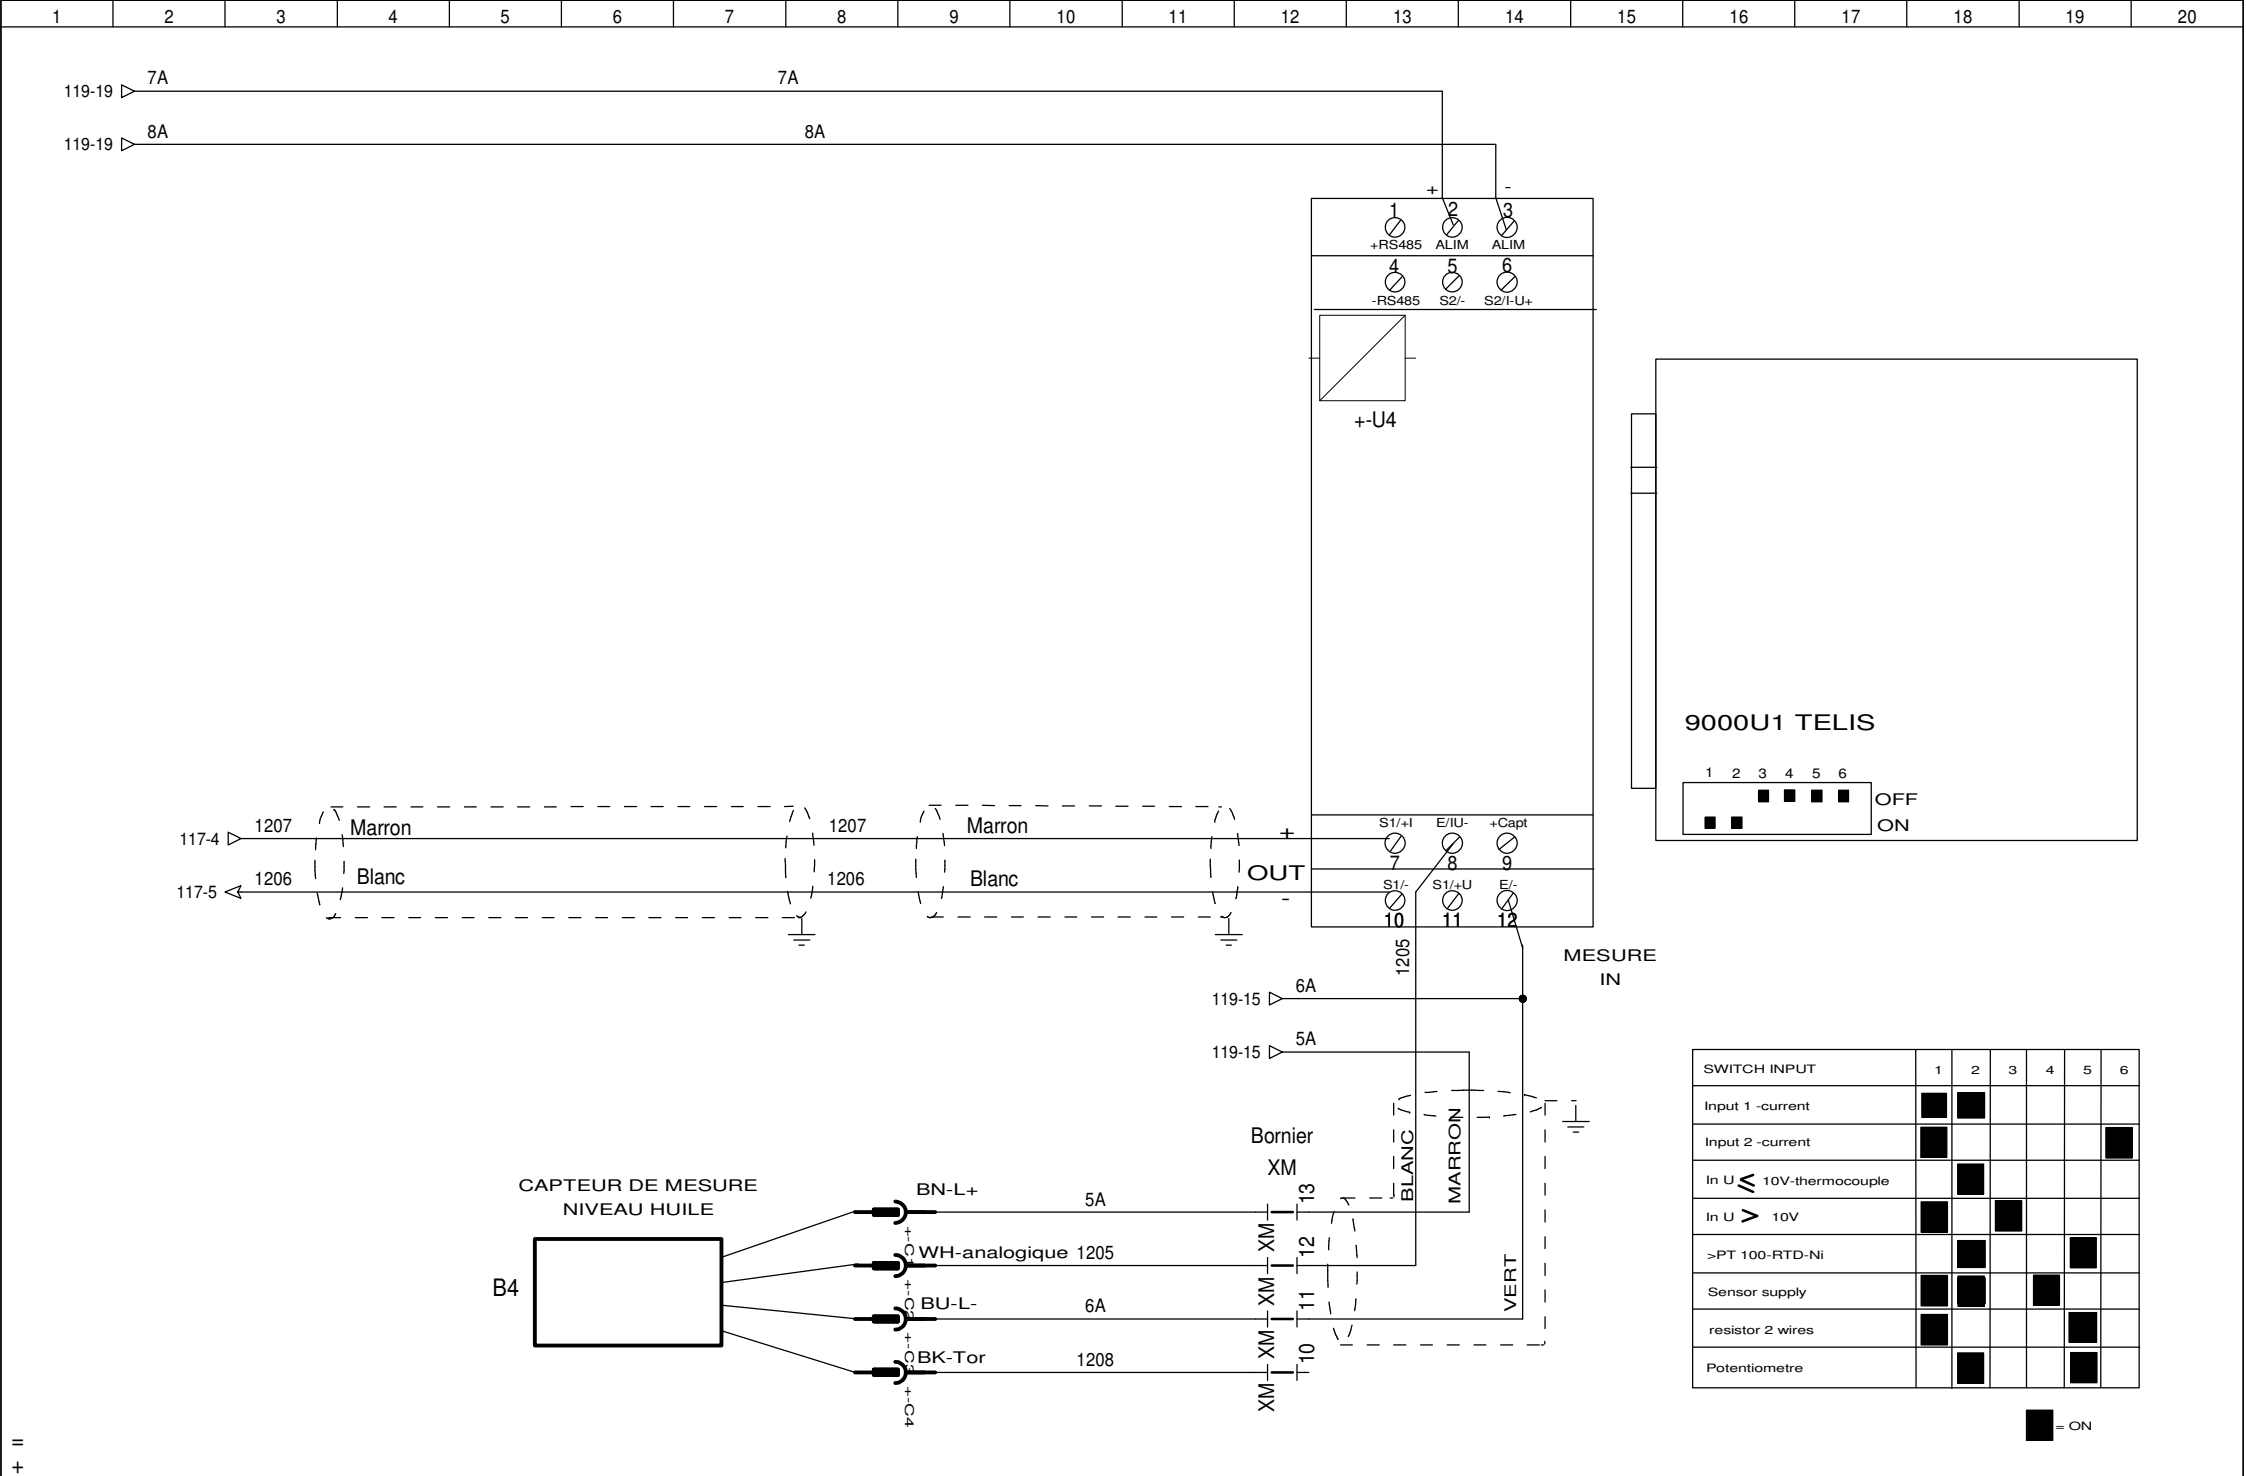 1 2 3 4 5 6 7 8 9 10 11 12 13 14 15 16 17 18 19 20
7A 7A
119-19
8A 8A
119-19
+ -
1 2 3
+RS485 ALIM ALIM
4 5 6
-RS485 S2/- S2/I-U+
+-U4
9000U1 TELIS
1 2 3 4 5 6
OFF
ON
S1/+I E/IU- +Capt
7 8 9
1207 Marron 1207 Marron +
117-4
OUT
1206 Blanc 1206 Blanc
117-5
-
S1/- S1/+U E/-
10 11 12
1205
MESURE
IN
6A
119-15
5A
119-15
SWITCH INPUT 1 2 3 4 5 6
Input 1 -current
Input 2 -current
In U ≤ 10V-thermocouple
In U > 10V
>PT 100-RTD-Ni
Sensor supply
resistor 2 wires
Potentiometre
= ON
Bornier
XM
BLANC
MARRON
VERT
CAPTEUR DE MESURE
NIVEAU HUILE
B4
BN-L+ 5A XM 13
WH-analogique 1205 XM 12
BU-L- 6A XM 11
BK-Tor 1208 XM 10
+-C4
=
+